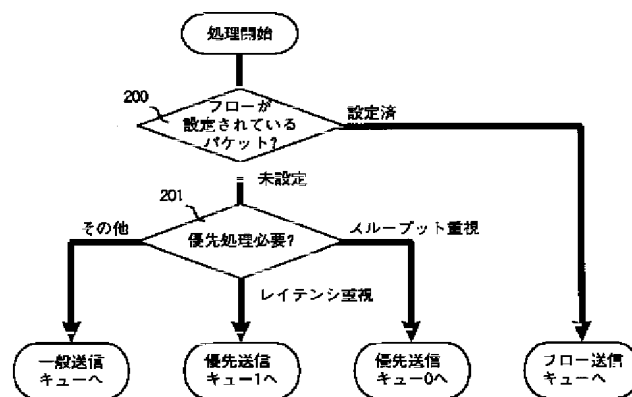 処理開始
200
フローが
設定されている
パケット?
設定済
未設定
201
その他
優先処理必要?
スループット重視
レイテンシ重視
一般送信
キューへ
優先送信
キュー1へ
優先送信
キュー0へ
フロー送信
キューへ